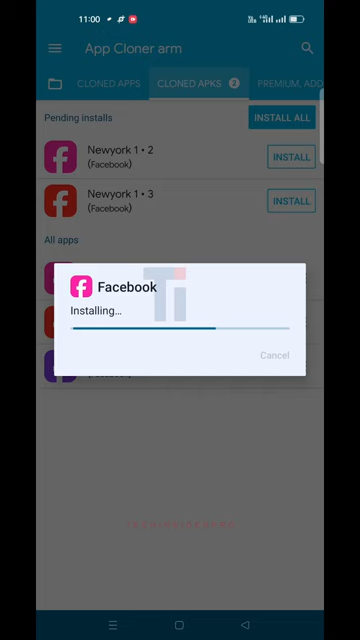 11:00
App Cloner arm
CLONED APPS
CLONED APKS 2
PREMIUM, ADD
Pending installs
INSTALL ALL
Newyork 1 • 2
(Facebook)
INSTALL
Newyork 1 • 3
(Facebook)
INSTALL
All apps
Facebook
Installing...
Cancel